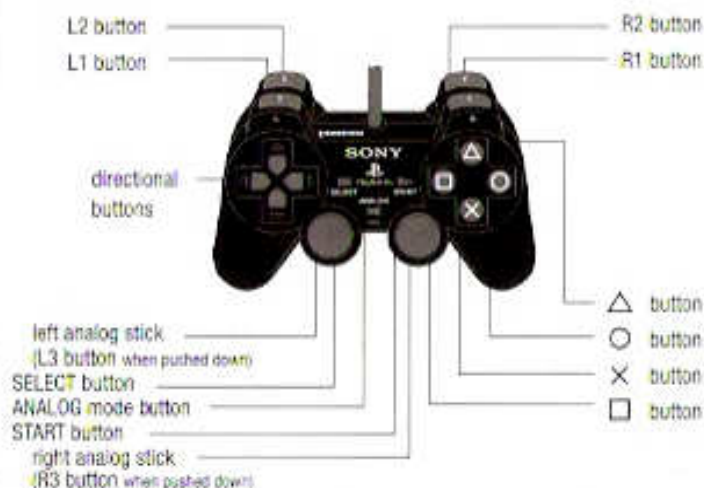 L2 button
R2 button
L1 button
R1 button
SONY
SELECT
START
ANALOG
directional
buttons
△ button
left analog stick
(L3 button when pushed down)
○ button
SELECT button
✕ button
ANALOG mode button
□ button
START button
right analog stick
(R3 button when pushed down)